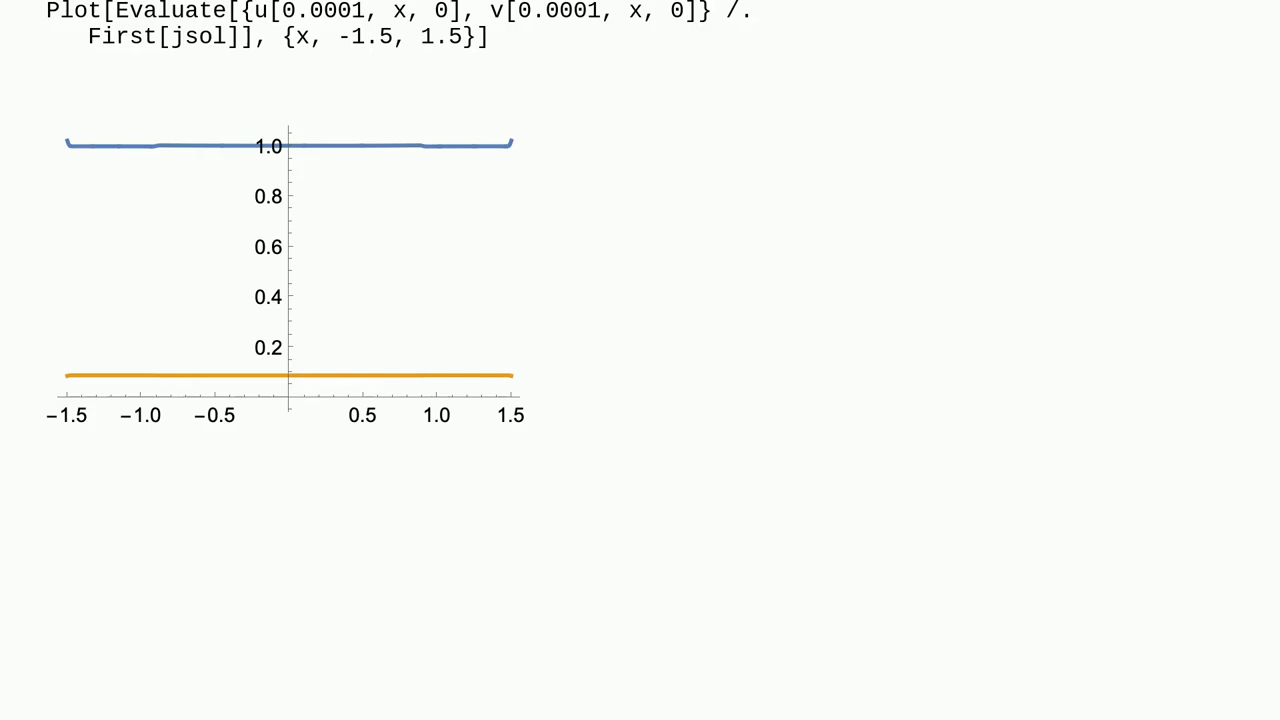 Plot[Evaluate[{u[0.0001, x, 0], v[0.0001, x, 0]} /.
First[jsol]], {x, -1.5, 1.5}]
1.0
0.8
0.6
0.4
0.2
−1.5 −1.0 −0.5 0.5 1.0 1.5